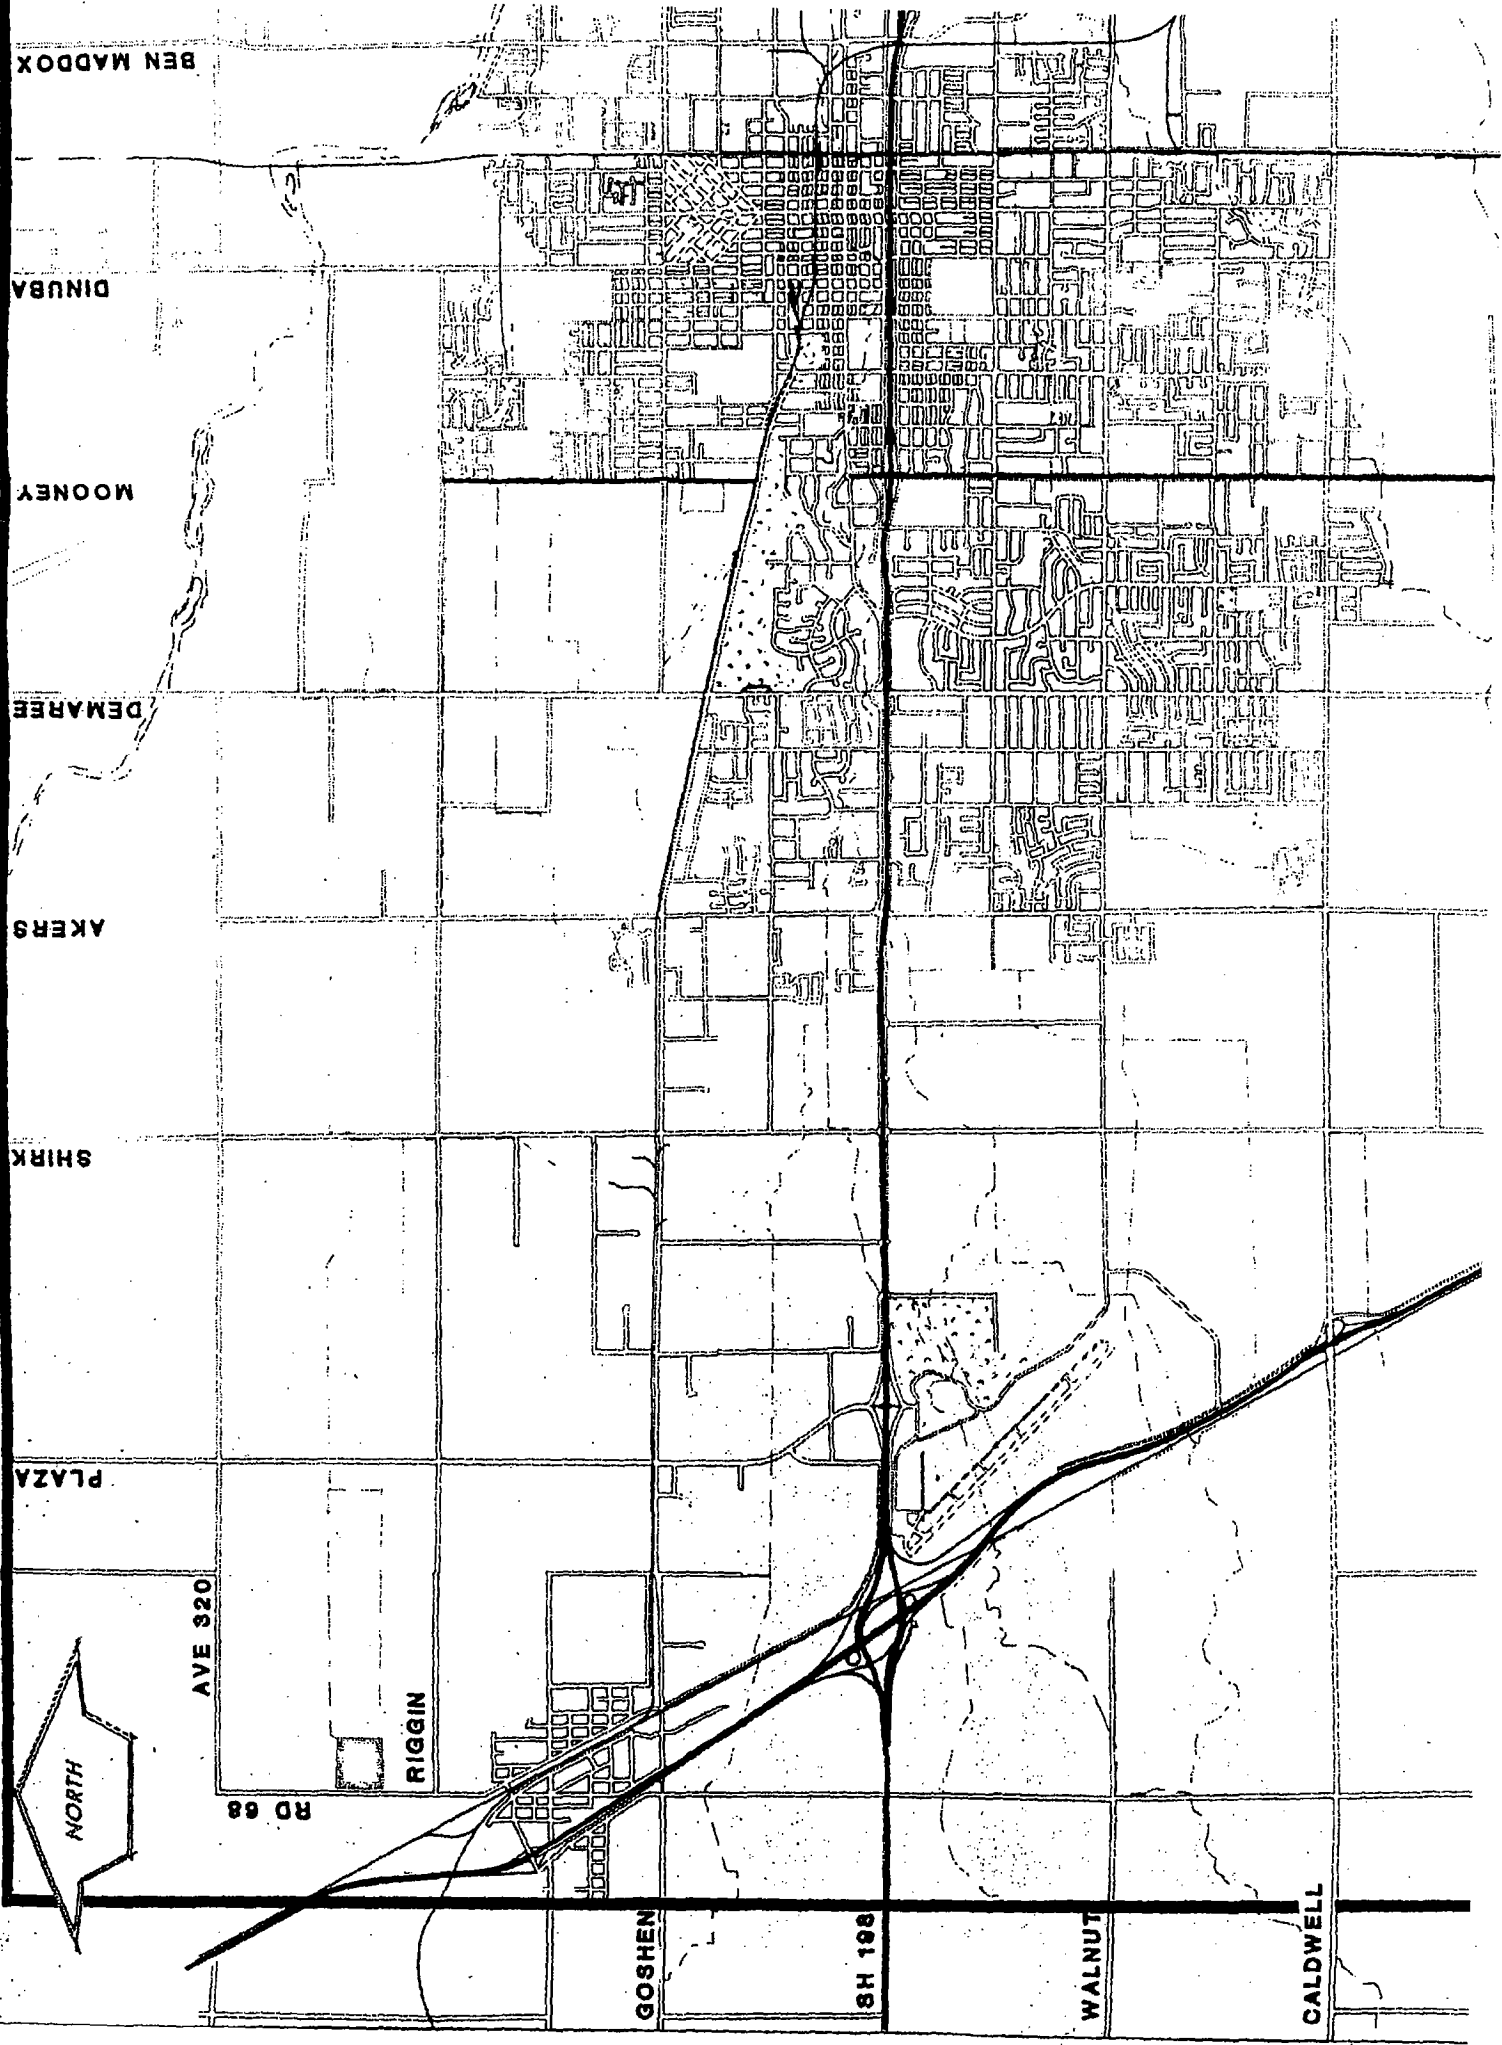 BEN MADDOX
DINUBA
MOONEY
DEMAREE
AKERS
SHIRK
PLAZA
AVE 320
RIGGIN
RD 68
NORTH
GOSHEN
SH 198
WALNUT
CALDWELL